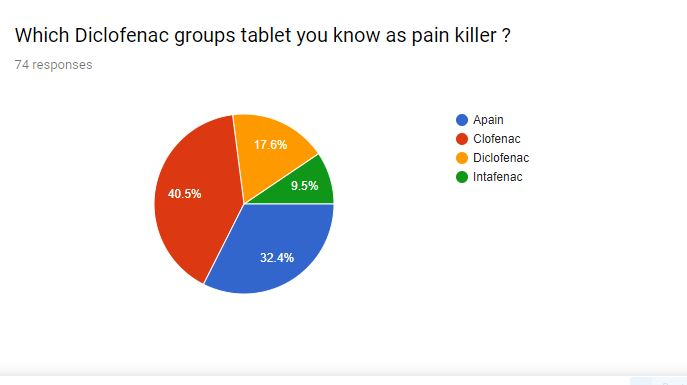 Which Diclofenac groups tablet you know as pain killer ?
74 responses
Apain
Clofenac
Diclofenac
Intafenac
17.6%
9.5%
40.5%
32.4%